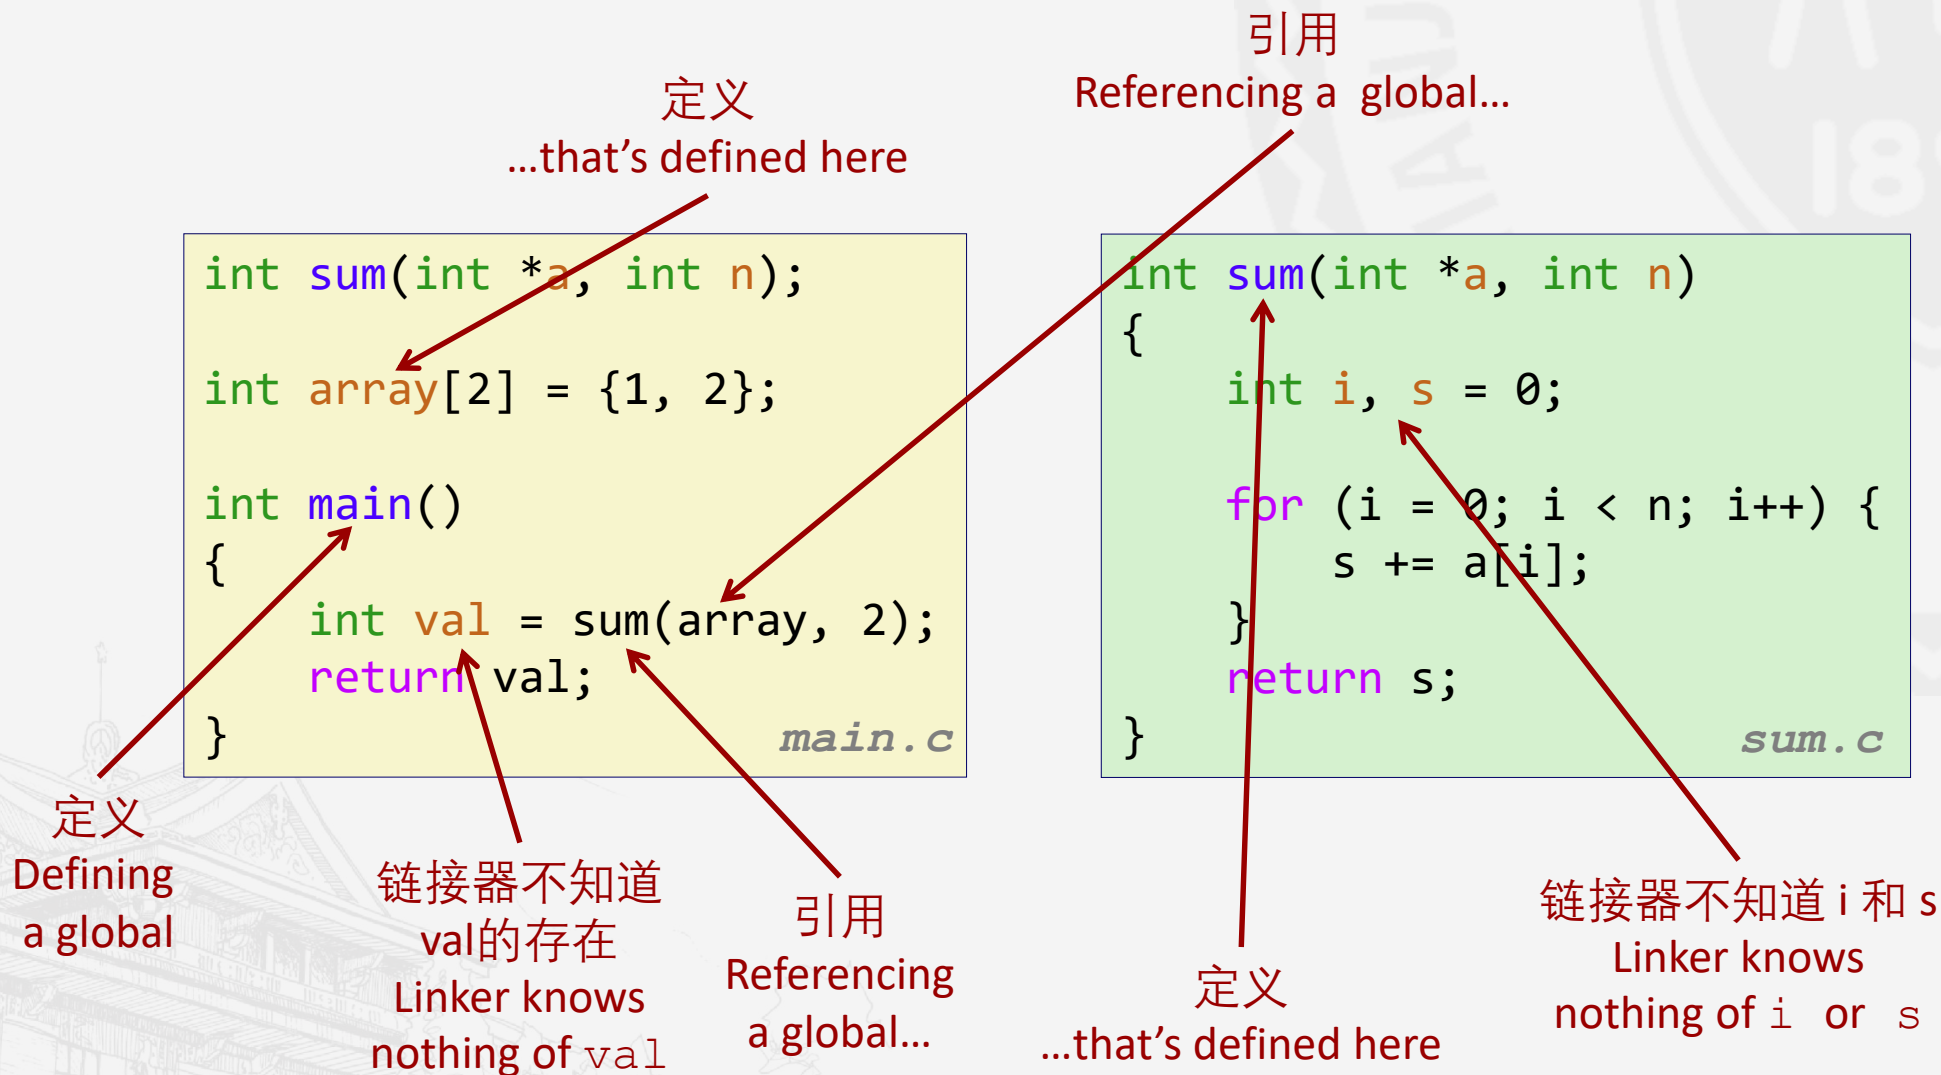 引用
Referencing a global…
定义
…that’s defined here
int sum(int *a, int n);
int array[2] = {1, 2};
int main()
{
    int val = sum(array, 2);
    return val;
}
main.c
int sum(int *a, int n)
{
    int i, s = 0;
    for (i = 0; i < n; i++) {
        s += a[i];
    }
    return s;
}
sum.c
定义
Defining
a global
链接器不知道
val的存在
Linker knows
nothing of val
引用
Referencing
a global…
定义
…that’s defined here
链接器不知道 i 和 s
Linker knows
nothing of i or s